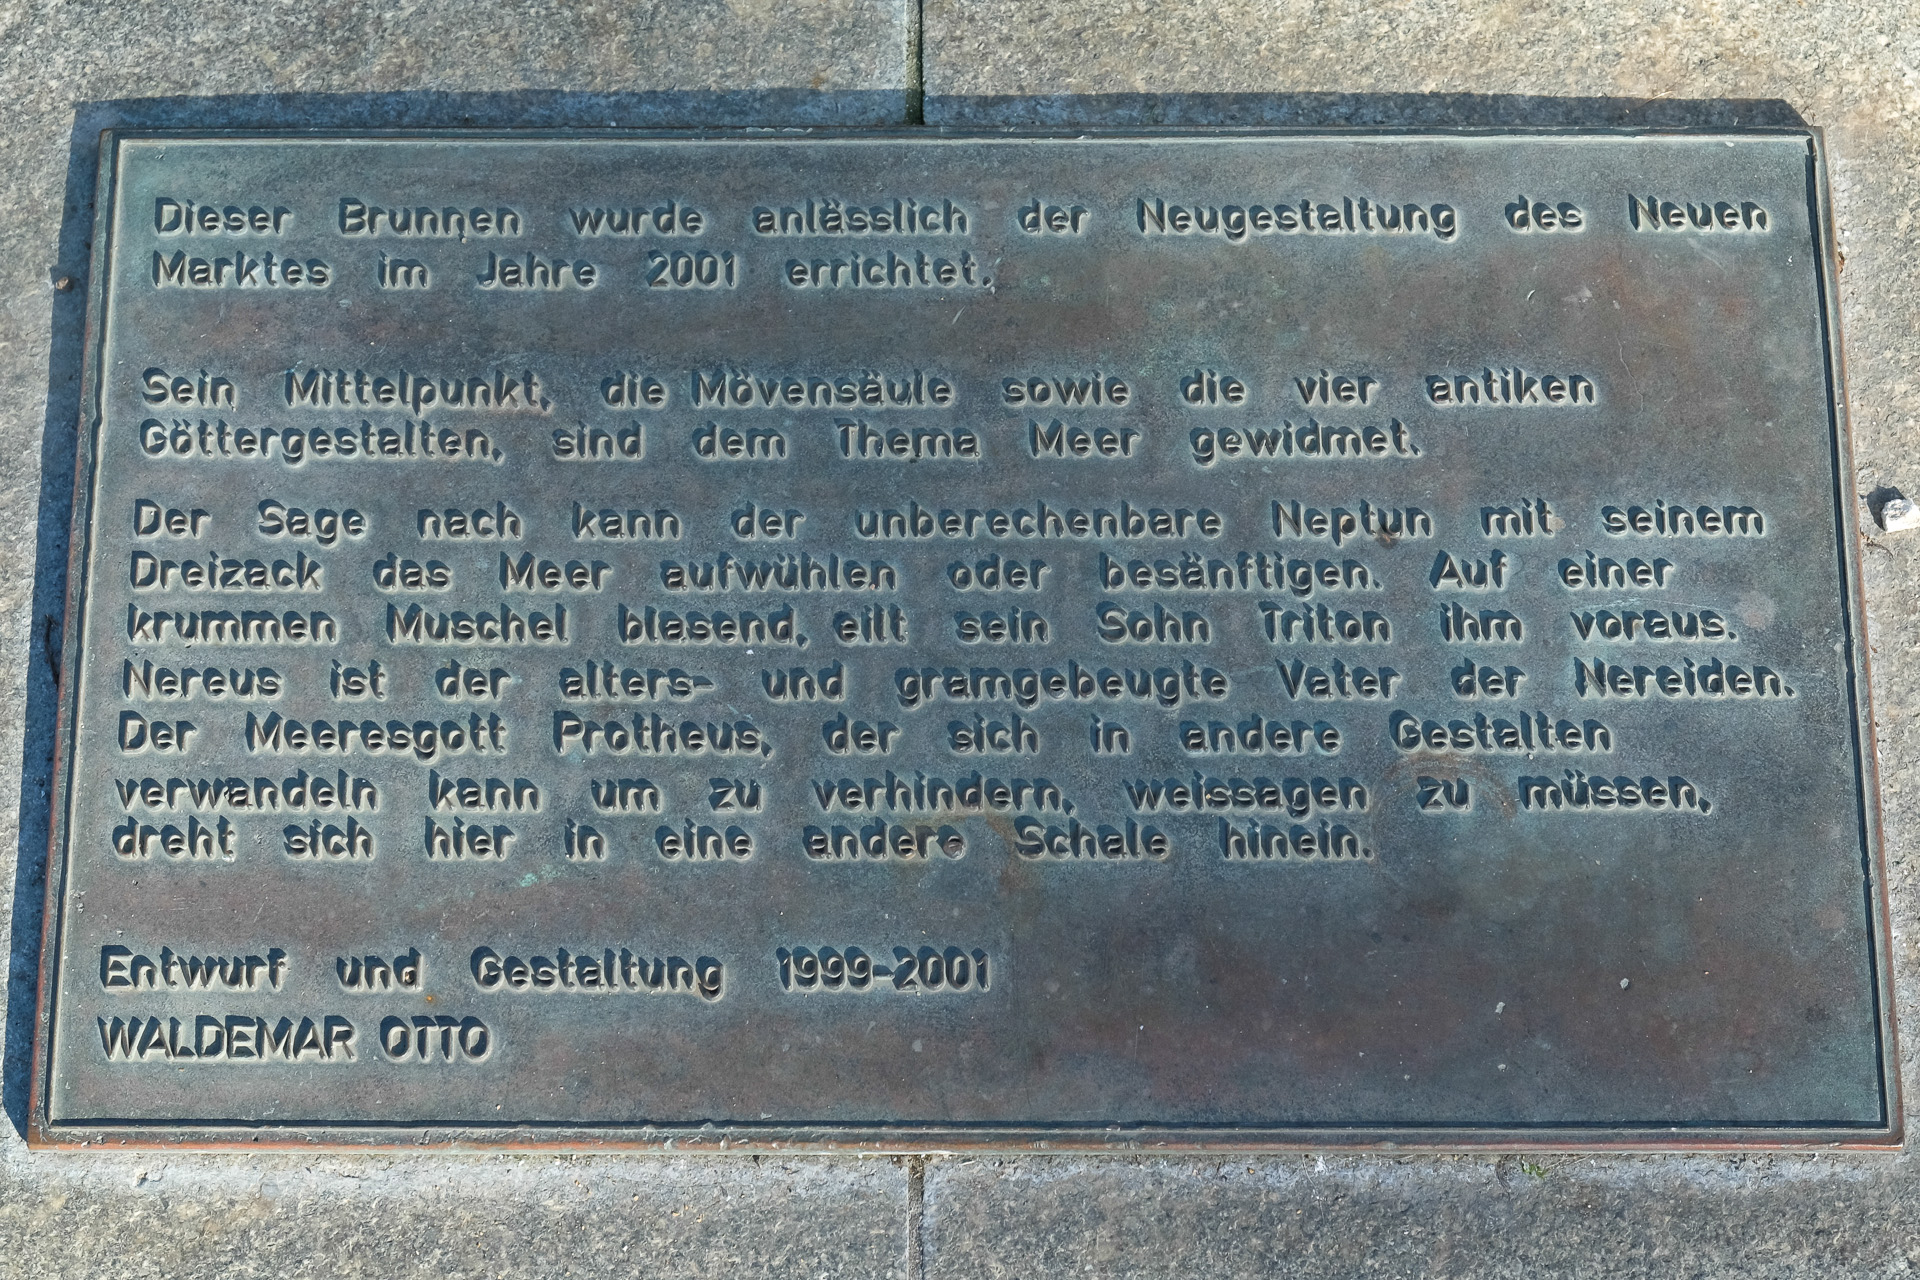 Dieser Brunnen wurde anlässlich der Neugestaltung des Neuen
Marktes im Jahre 2001 errichtet.
Sein Mittelpunkt, die Mövensäule sowie die vier antiken
Göttergestalten, sind dem Thema Meer gewidmet.
Der Sage nach kann der unberechenbare Neptun mit seinem
Dreizack das Meer aufwühlen oder besänftigen. Auf einer
krummen Muschel blasend, eilt sein Sohn Triton ihm voraus.
Nereus ist der alters- und gramgebeugte Vater der Nereiden.
Der Meeresgott Protheus, der sich in andere Gestalten
verwandeln kann um zu verhindern, weissagen zu müssen,
dreht sich hier in eine andere Schale hinein.
Entwurf und Gestaltung 1999-2001
WALDEMAR OTTO